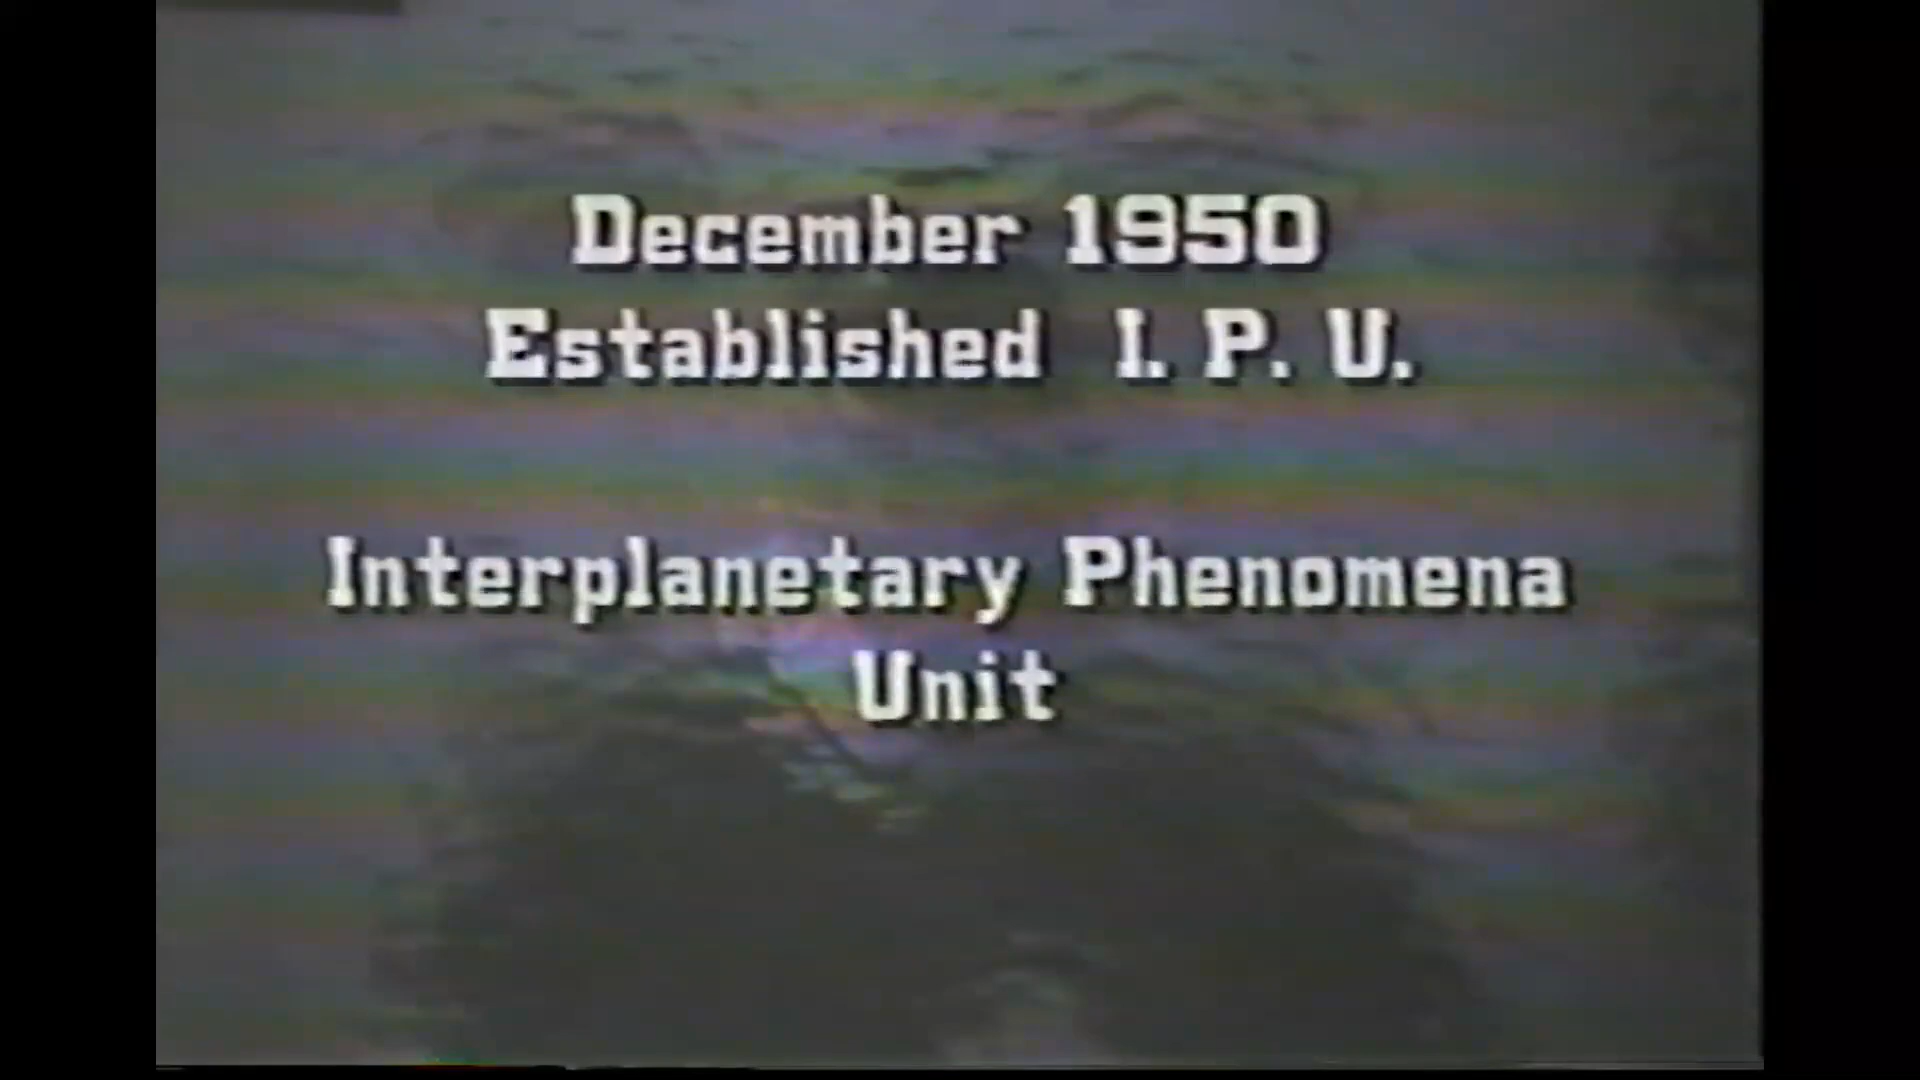 December 1950
Established I. P. U.
Interplanetary Phenomena
Unit